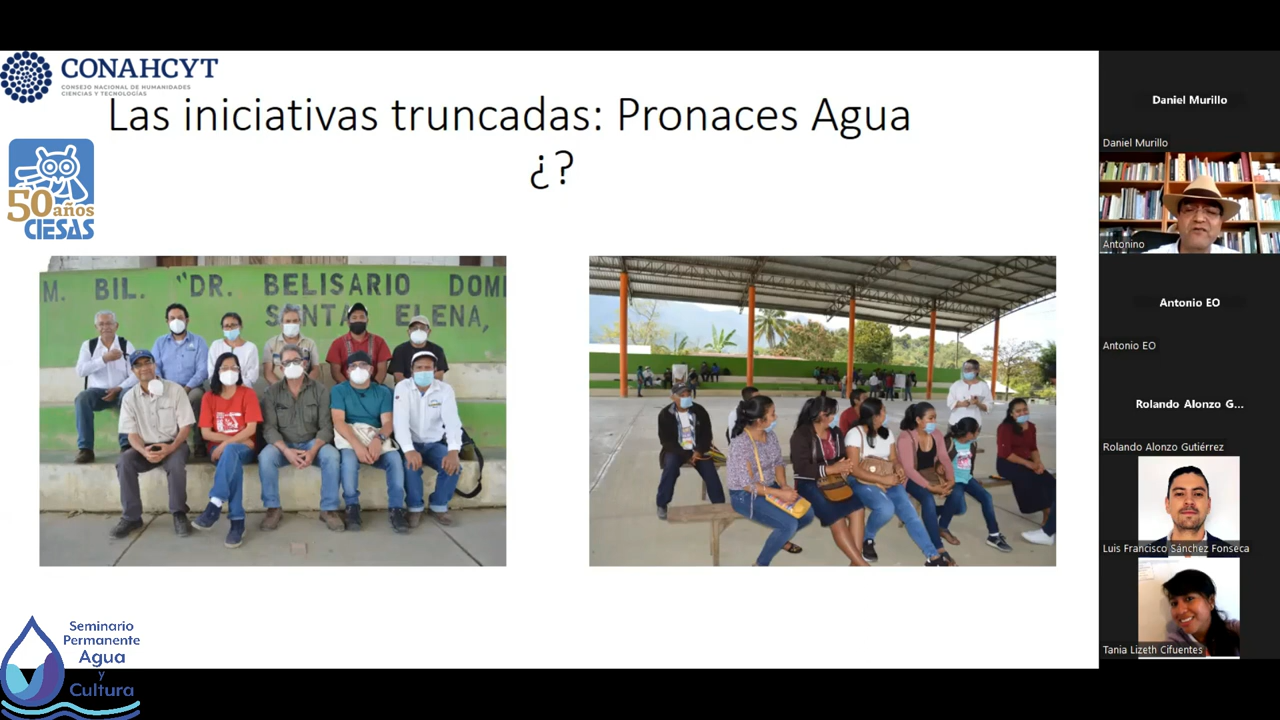 CONAHCYT
CONSEJO NACIONAL DE HUMANIDADES
CIENCIAS Y TECNOLOGÍAS
Las iniciativas truncadas: Pronaces Agua
¿?
50 años
CIESAS
M. BIL. "DR. BELISARIO DOMI
SANTA ELENA,
Seminario
Permanente
Agua
y
Cultura
Daniel Murillo
Daniel Murillo
Antonino
Antonio EO
Antonio EO
Rolando Alonzo G...
Rolando Alonzo Gutiérrez
Luis Francisco Sánchez Fonseca
Tania Lizeth Cifuentes